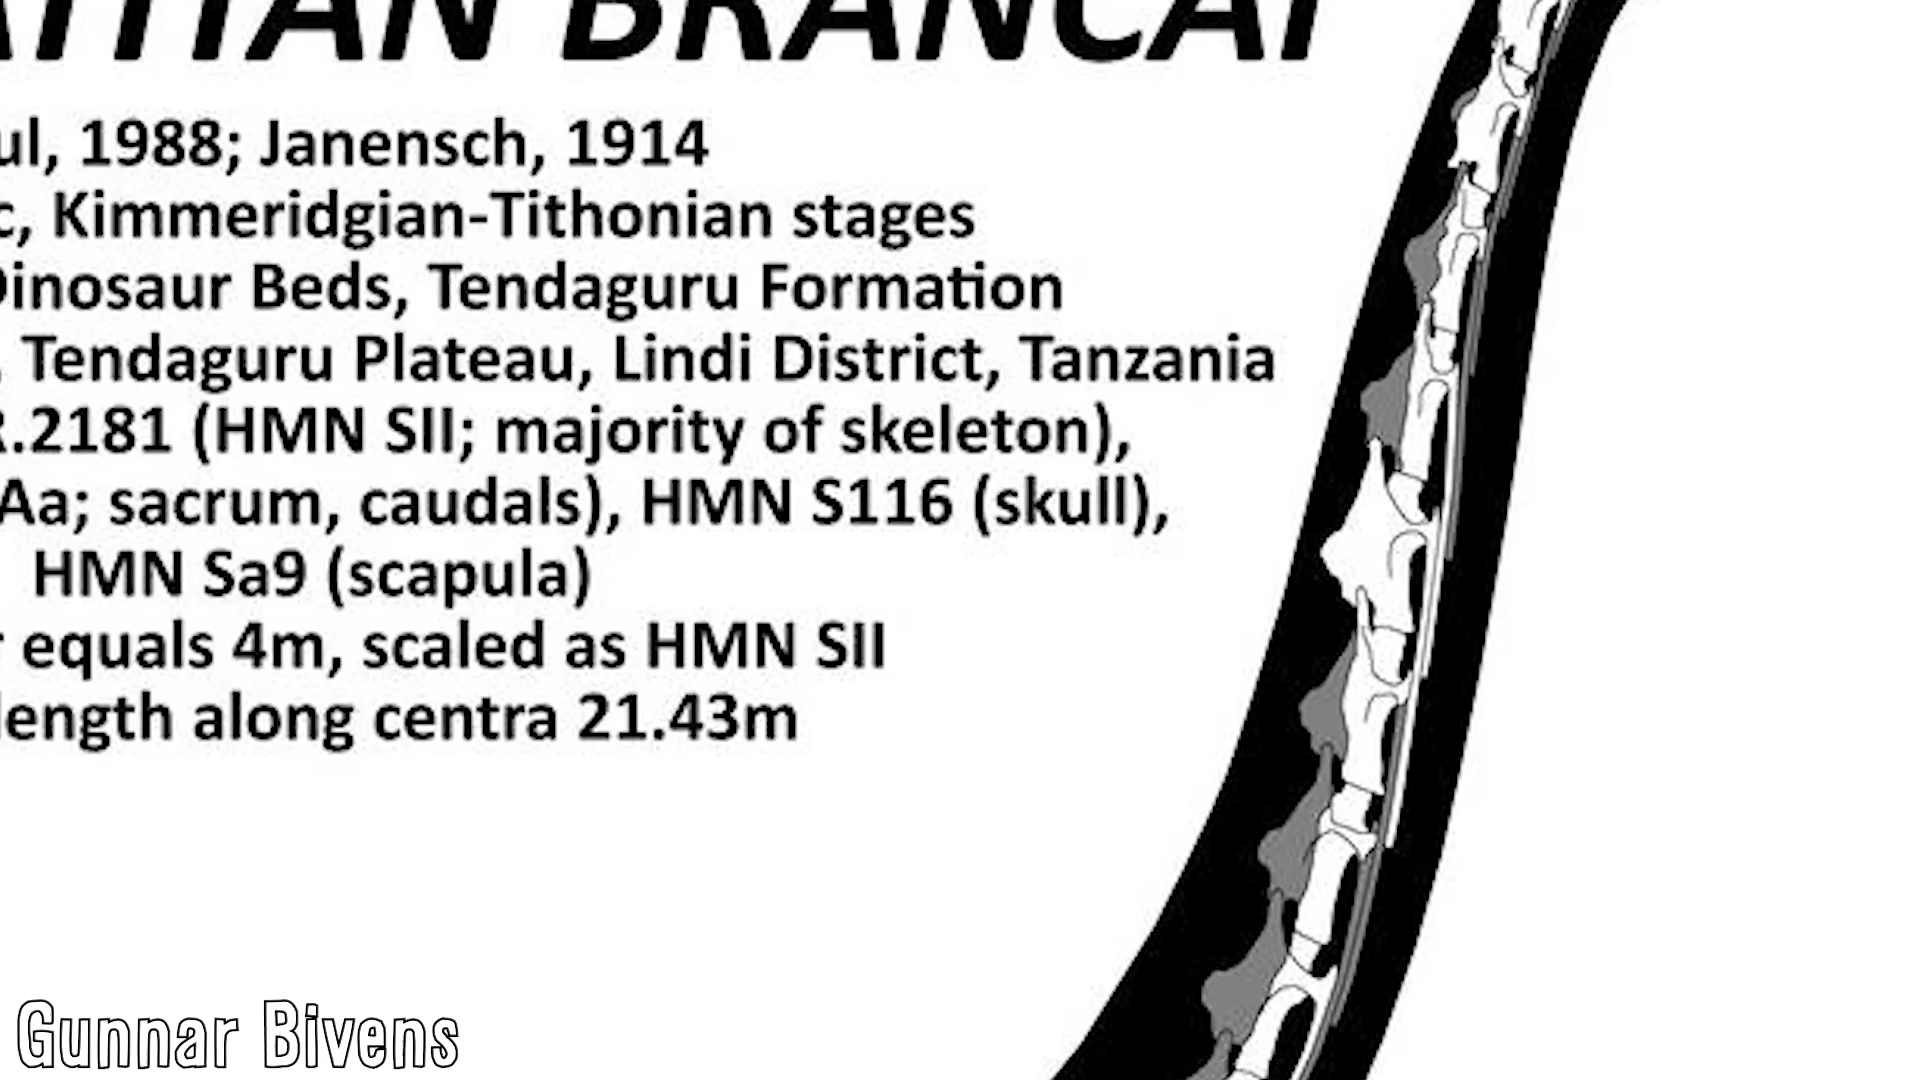 TITAN BRANCAI
ul, 1988; Janensch, 1914
c, Kimmeridgian-Tithonian stages
Dinosaur Beds, Tendaguru Formation
, Tendaguru Plateau, Lindi District, Tanzania
R.2181 (HMN SII; majority of skeleton),
Aa; sacrum, caudals), HMN S116 (skull),
HMN Sa9 (scapula)
r equals 4m, scaled as HMN SII
length along centra 21.43m
Gunnar Bivens